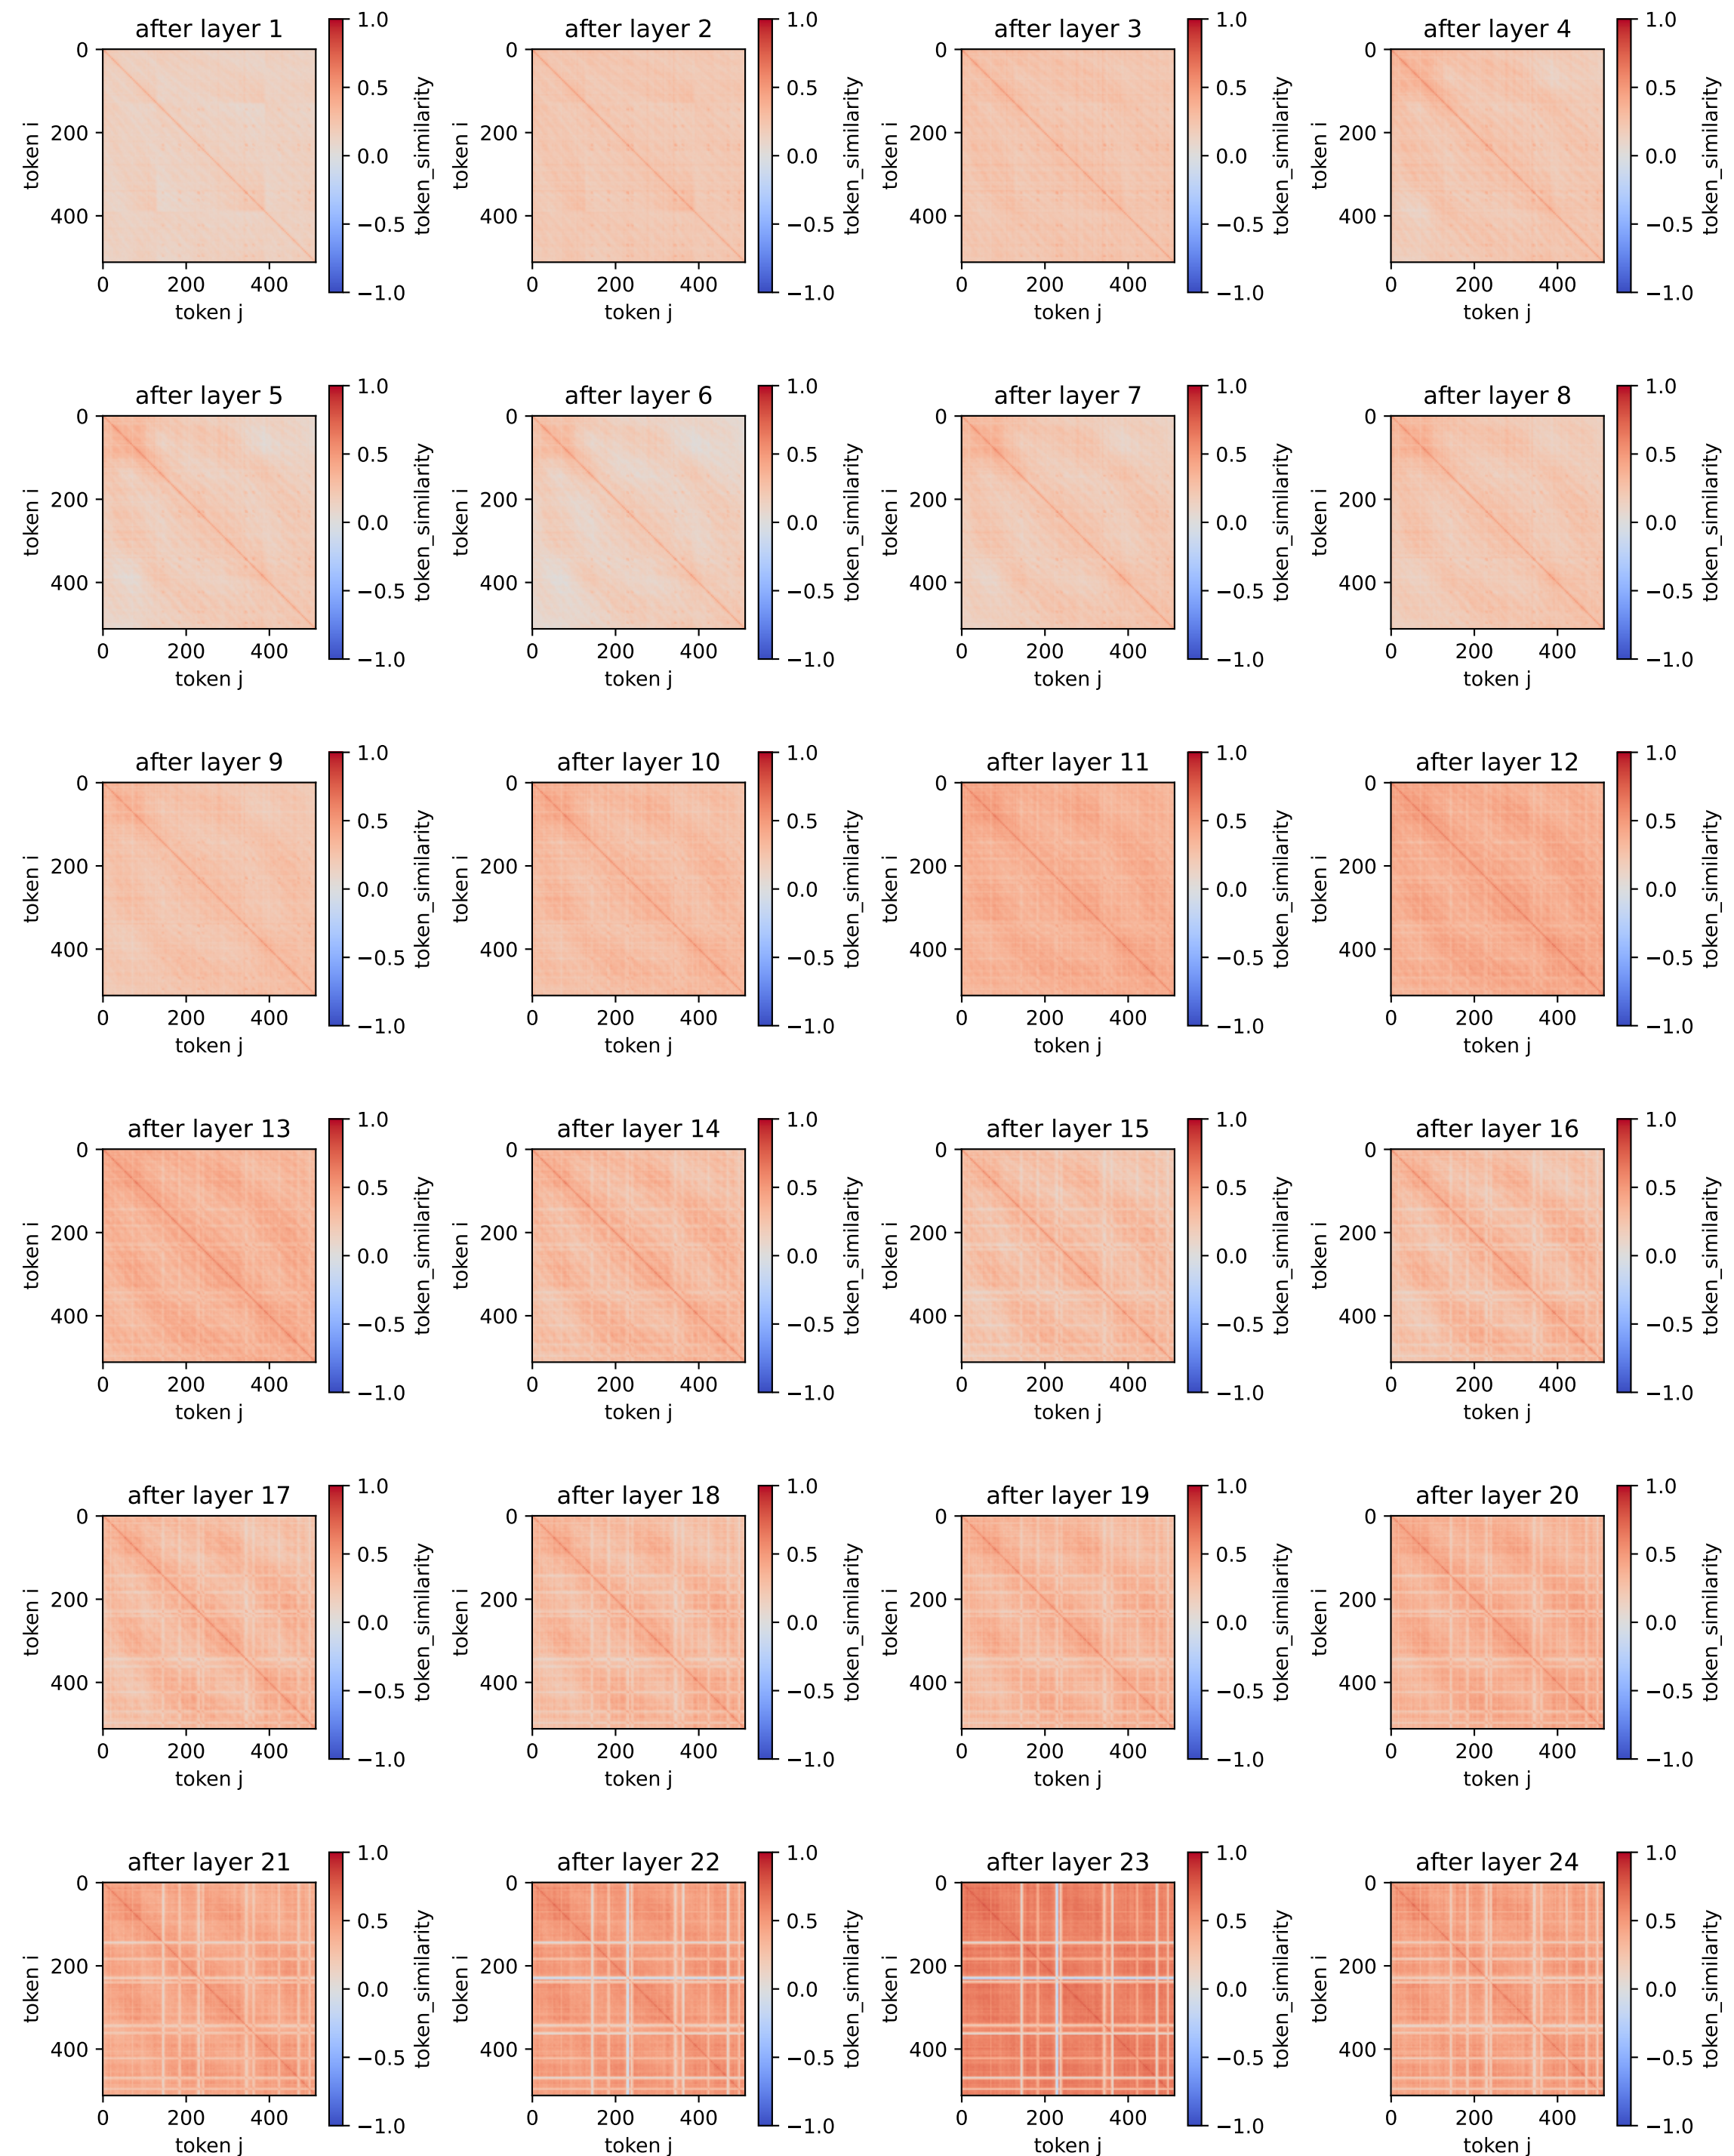 after layer 1
after layer 2
after layer 3
after layer 4
0
200
400
token i
0 200 400
token j
1.0
0.5
0.0
−0.5
−1.0
token_similarity
0
200
400
token i
0 200 400
token j
1.0
0.5
0.0
−0.5
−1.0
token_similarity
0
200
400
token i
0 200 400
token j
1.0
0.5
0.0
−0.5
−1.0
token_similarity
0
200
400
token i
0 200 400
token j
1.0
0.5
0.0
−0.5
−1.0
token_similarity
after layer 5
after layer 6
after layer 7
after layer 8
0
200
400
token i
0 200 400
token j
1.0
0.5
0.0
−0.5
−1.0
token_similarity
0
200
400
token i
0 200 400
token j
1.0
0.5
0.0
−0.5
−1.0
token_similarity
0
200
400
token i
0 200 400
token j
1.0
0.5
0.0
−0.5
−1.0
token_similarity
0
200
400
token i
0 200 400
token j
1.0
0.5
0.0
−0.5
−1.0
token_similarity
after layer 9
after layer 10
after layer 11
after layer 12
0
200
400
token i
0 200 400
token j
1.0
0.5
0.0
−0.5
−1.0
token_similarity
0
200
400
token i
0 200 400
token j
1.0
0.5
0.0
−0.5
−1.0
token_similarity
0
200
400
token i
0 200 400
token j
1.0
0.5
0.0
−0.5
−1.0
token_similarity
0
200
400
token i
0 200 400
token j
1.0
0.5
0.0
−0.5
−1.0
token_similarity
after layer 13
after layer 14
after layer 15
after layer 16
0
200
400
token i
0 200 400
token j
1.0
0.5
0.0
−0.5
−1.0
token_similarity
0
200
400
token i
0 200 400
token j
1.0
0.5
0.0
−0.5
−1.0
token_similarity
0
200
400
token i
0 200 400
token j
1.0
0.5
0.0
−0.5
−1.0
token_similarity
0
200
400
token i
0 200 400
token j
1.0
0.5
0.0
−0.5
−1.0
token_similarity
after layer 17
after layer 18
after layer 19
after layer 20
0
200
400
token i
0 200 400
token j
1.0
0.5
0.0
−0.5
−1.0
token_similarity
0
200
400
token i
0 200 400
token j
1.0
0.5
0.0
−0.5
−1.0
token_similarity
0
200
400
token i
0 200 400
token j
1.0
0.5
0.0
−0.5
−1.0
token_similarity
0
200
400
token i
0 200 400
token j
1.0
0.5
0.0
−0.5
−1.0
token_similarity
after layer 21
after layer 22
after layer 23
after layer 24
0
200
400
token i
0 200 400
token j
1.0
0.5
0.0
−0.5
−1.0
token_similarity
0
200
400
token i
0 200 400
token j
1.0
0.5
0.0
−0.5
−1.0
token_similarity
0
200
400
token i
0 200 400
token j
1.0
0.5
0.0
−0.5
−1.0
token_similarity
0
200
400
token i
0 200 400
token j
1.0
0.5
0.0
−0.5
−1.0
token_similarity